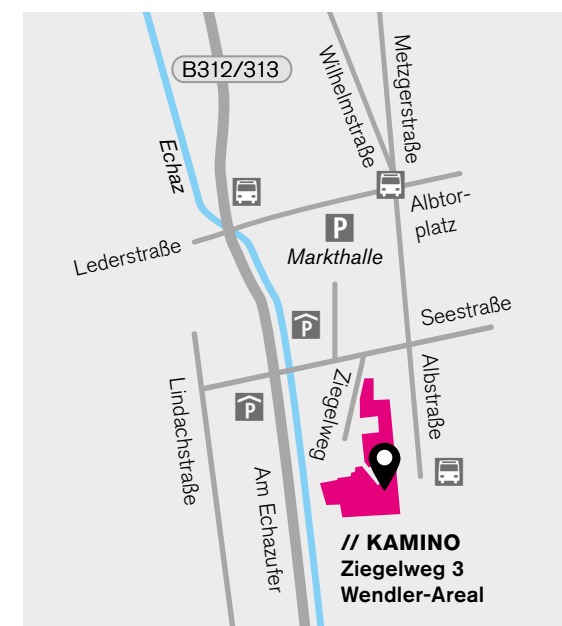 B312/313
Wilhelmstraße
Metzgerstraße
Echaz
Albtor-
platz
P
Markthalle
Lederstraße
Seestraße
P
Ziegelweg
Albstraße
Lindachstraße
P
Am Echazufer
// KAMINO
Ziegelweg 3
Wendler-Areal